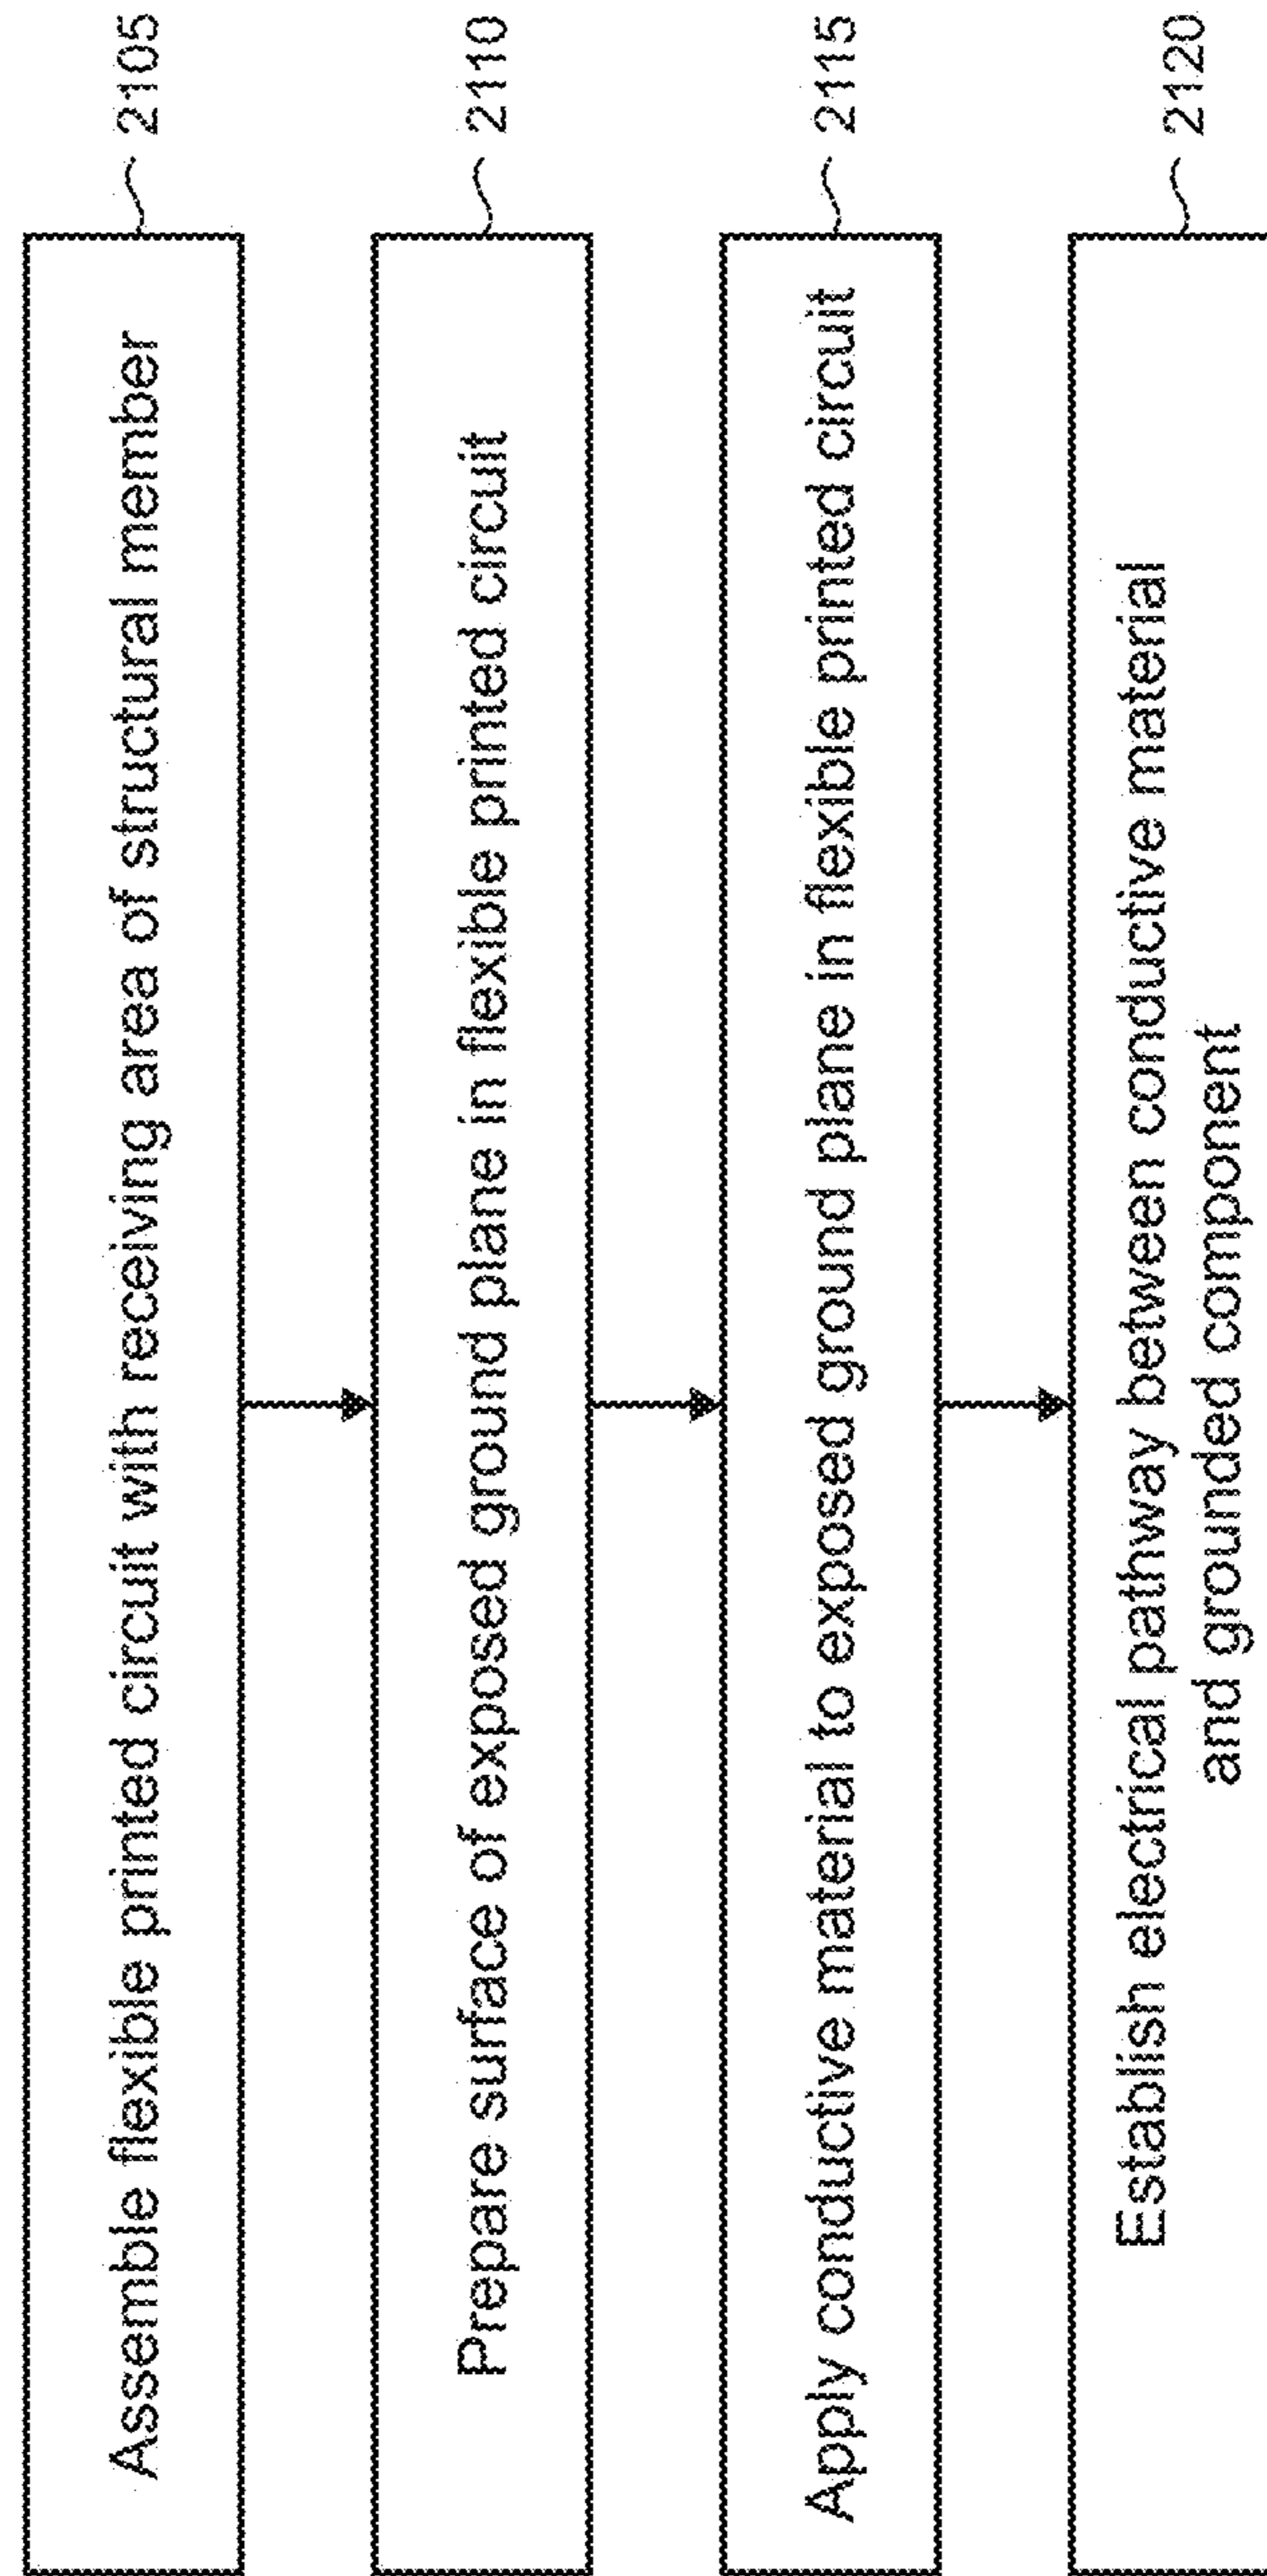 Assemble flexible printed circuit with receiving area of structural member
2105
Prepare surface of exposed ground plane in flexible printed circuit
2110
Apply conductive material to exposed ground plane in flexible printed circuit
2115
Establish electrical pathway between conductive material
and grounded component
2120